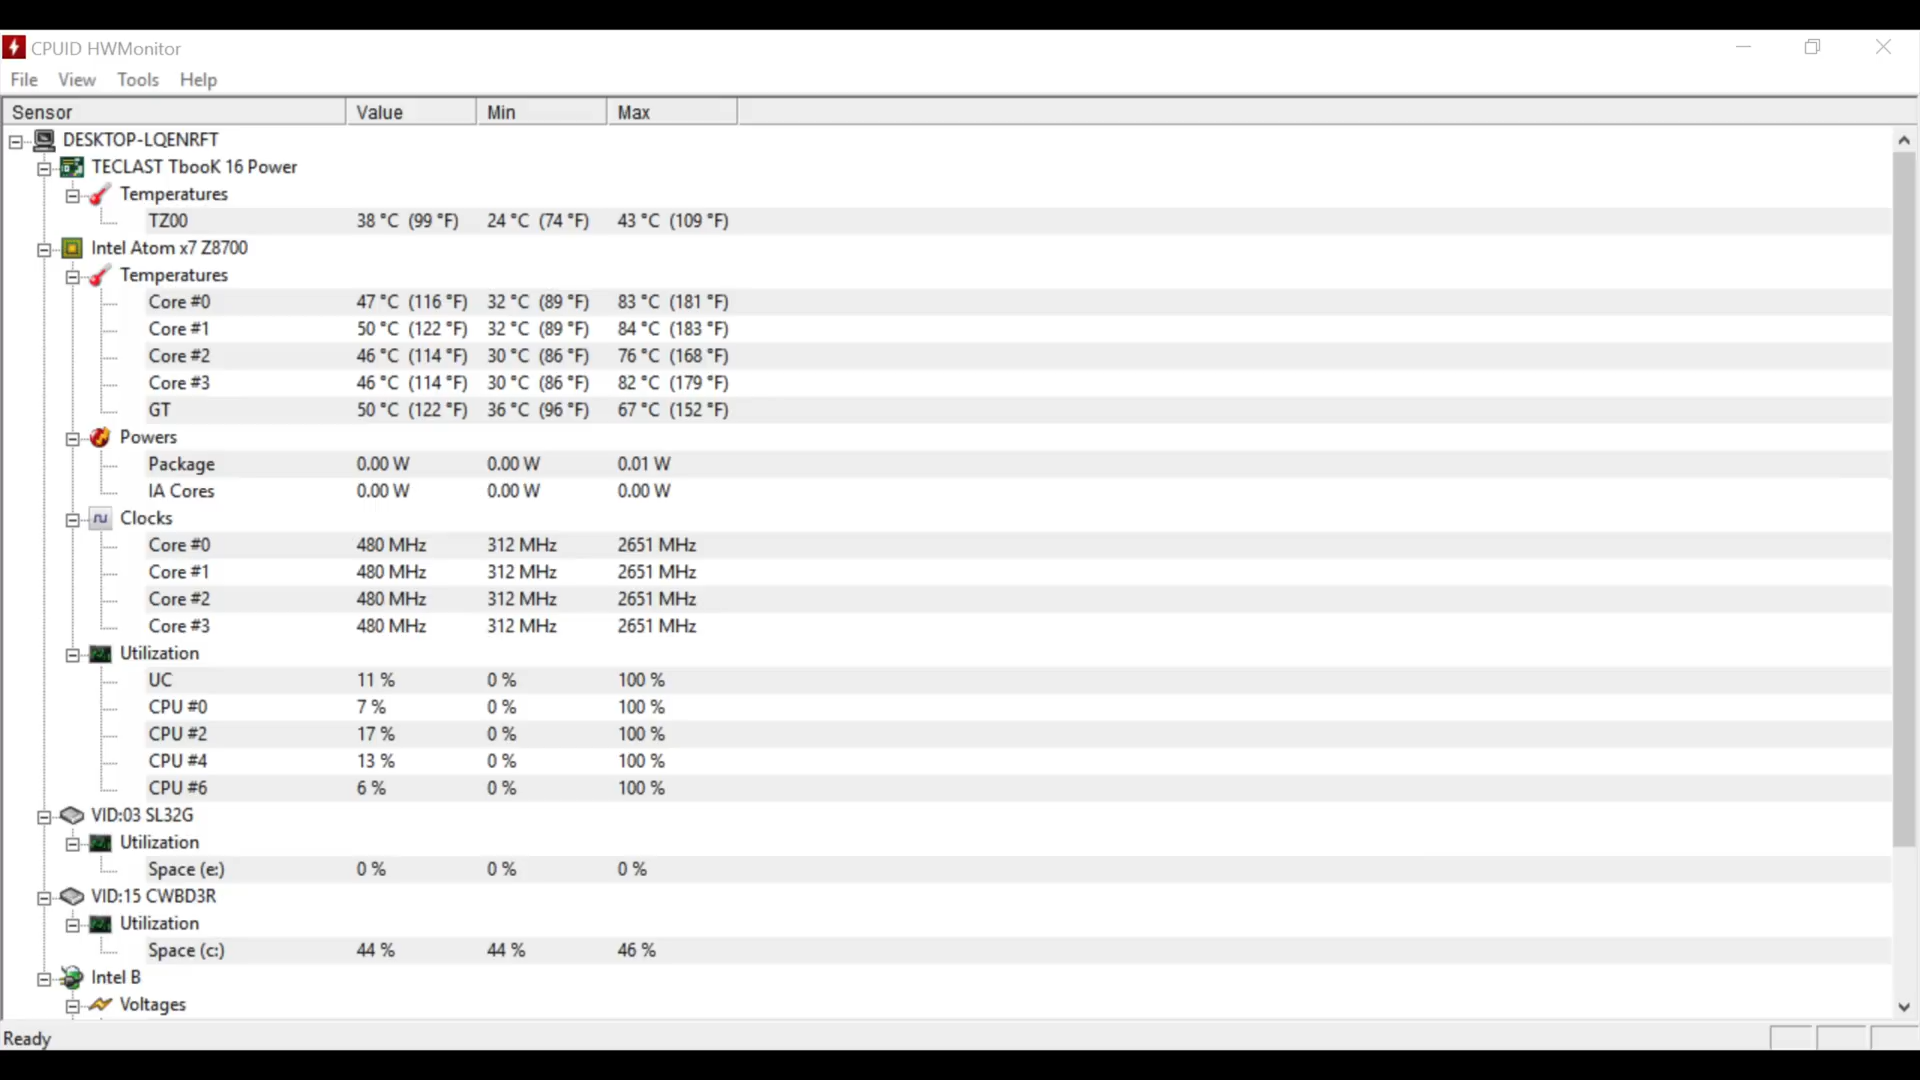 CPUID HWMonitor
File View Tools Help
Sensor Value Min Max
DESKTOP-LQENRFT
TECLAST TbooK 16 Power
Temperatures
TZ00 38 °C (99 °F) 24 °C (74 °F) 43 °C (109 °F)
Intel Atom x7 Z8700
Temperatures
Core #0 47 °C (116 °F) 32 °C (89 °F) 83 °C (181 °F)
Core #1 50 °C (122 °F) 32 °C (89 °F) 84 °C (183 °F)
Core #2 46 °C (114 °F) 30 °C (86 °F) 76 °C (168 °F)
Core #3 46 °C (114 °F) 30 °C (86 °F) 82 °C (179 °F)
GT 50 °C (122 °F) 36 °C (96 °F) 67 °C (152 °F)
Powers
Package 0.00 W 0.00 W 0.01 W
IA Cores 0.00 W 0.00 W 0.00 W
Clocks
Core #0 480 MHz 312 MHz 2651 MHz
Core #1 480 MHz 312 MHz 2651 MHz
Core #2 480 MHz 312 MHz 2651 MHz
Core #3 480 MHz 312 MHz 2651 MHz
Utilization
UC 11 % 0 % 100 %
CPU #0 7 % 0 % 100 %
CPU #2 17 % 0 % 100 %
CPU #4 13 % 0 % 100 %
CPU #6 6 % 0 % 100 %
VID:03 SL32G
Utilization
Space (e:) 0 % 0 % 0 %
VID:15 CWBD3R
Utilization
Space (c:) 44 % 44 % 46 %
Intel B
Voltages
Ready